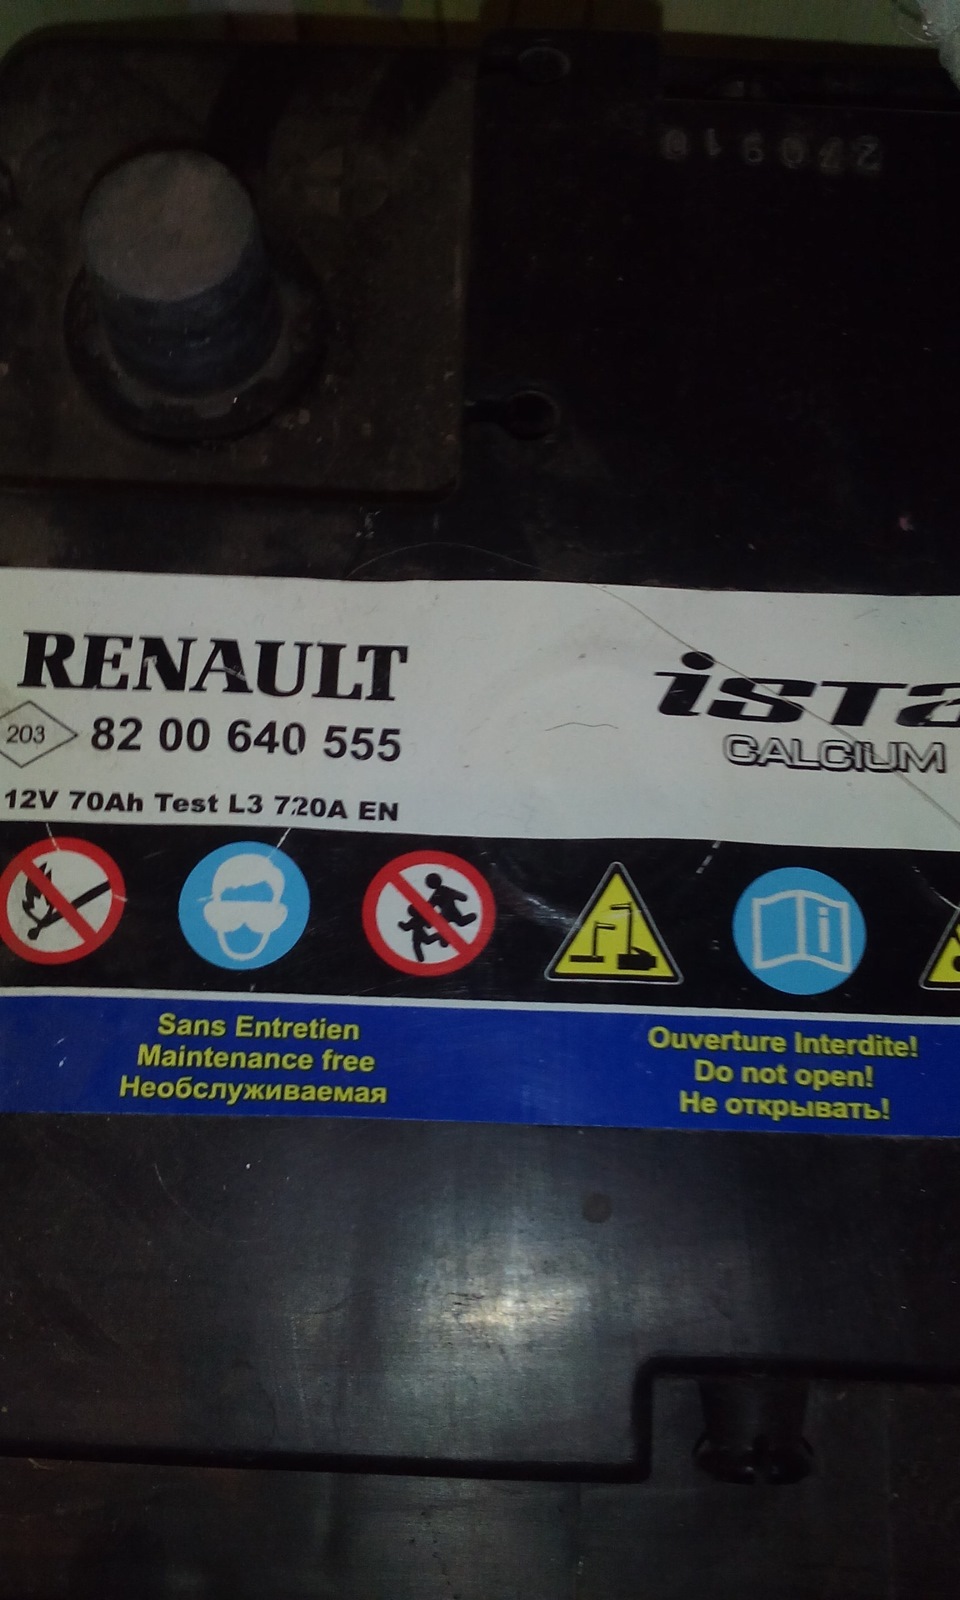 RENAULT
203 82 00 640 555
12V 70Ah Test L3 720A EN
ista
CALCIUM
Sans Entretien
Maintenance free
Необслуживаемая
Ouverture Interdite!
Do not open!
Не открывать!